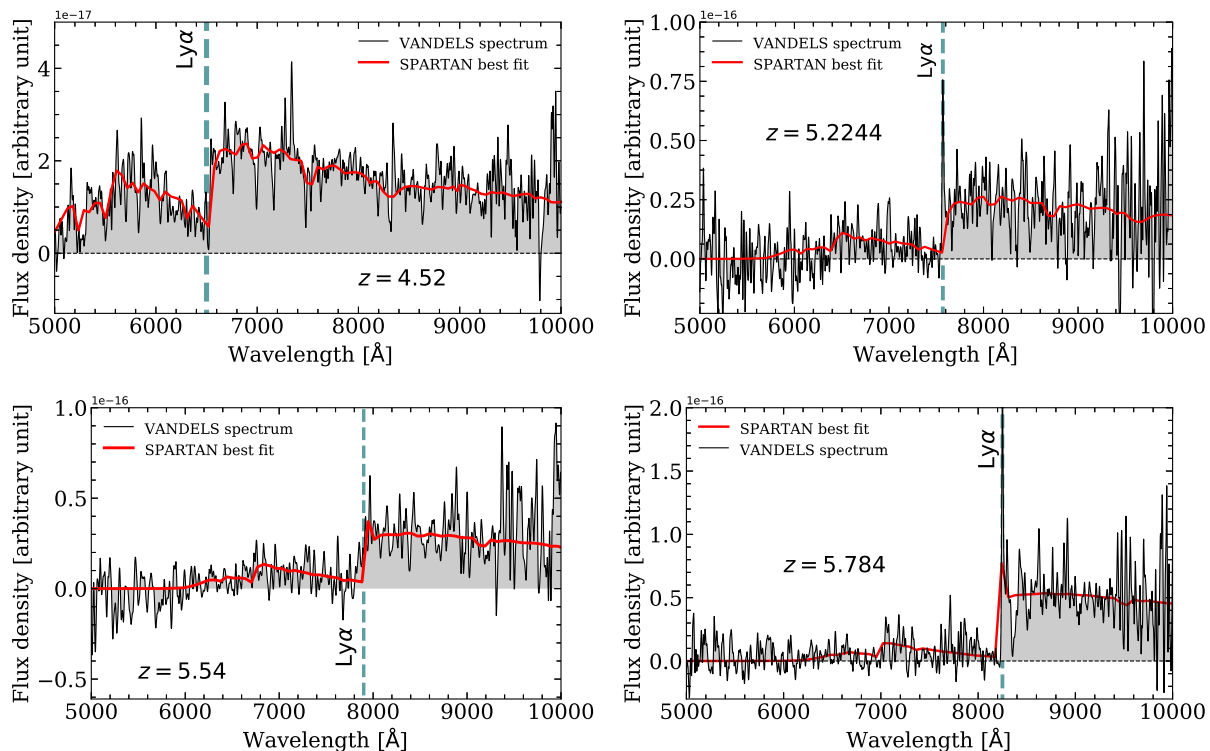 1e−17
Flux density [arbitrary unit]
4
2
0
Lyα
VANDELS spectrum
SPARTAN best fit
z = 4.52
5000 6000 7000 8000 9000 10000
Wavelength [Å]
1e−16
Flux density [arbitrary unit]
1.00
0.75
0.50
0.25
0.00
Lyα
VANDELS spectrum
SPARTAN best fit
z = 5.2244
5000 6000 7000 8000 9000 10000
Wavelength [Å]
1e−16
Flux density [arbitrary unit]
1.0
0.5
0.0
−0.5
VANDELS spectrum
SPARTAN best fit
Lyα
z = 5.54
5000 6000 7000 8000 9000 10000
Wavelength [Å]
1e−16
Flux density [arbitrary unit]
2.0
1.5
1.0
0.5
0.0
SPARTAN best fit
VANDELS spectrum
Lyα
z = 5.784
5000 6000 7000 8000 9000 10000
Wavelength [Å]